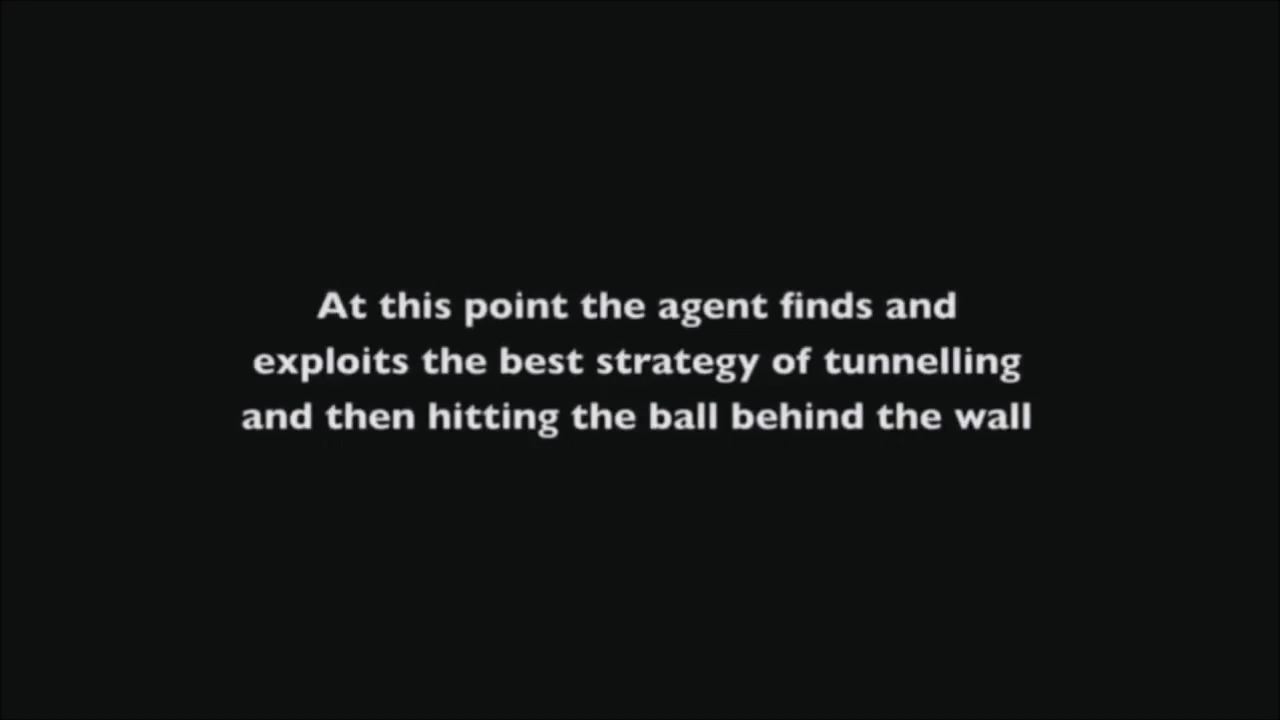 At this point the agent finds and
exploits the best strategy of tunnelling
and then hitting the ball behind the wall